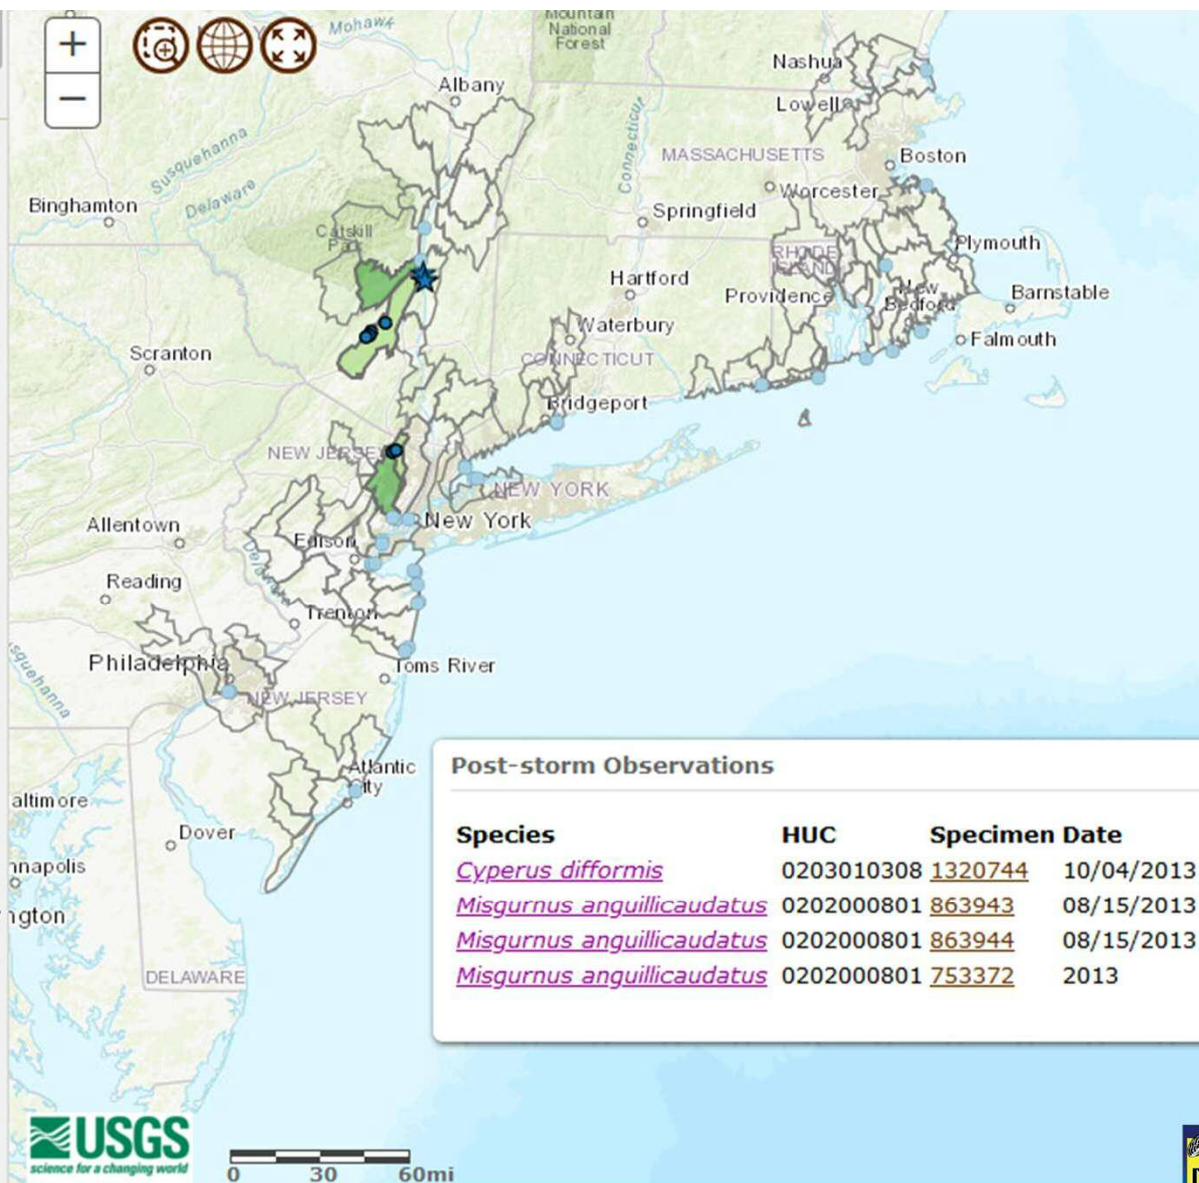 Mountain
National
Forest
Mohawk
+
−
Nashua
Albany
Lowell
Connecticut
MASSACHUSETTS
Boston
Susquehanna
Delaware
Worcester
Binghamton
Springfield
Catskill
Park
Plymouth
RHODE
ISLAND
Hartford
Providence
New
Bedford
Barnstable
Waterbury
Falmouth
Scranton
CONNECTICUT
Bridgeport
NEW JERSEY
NEW YORK
Allentown
New York
Edison
Delaware
Reading
Trenton
Philadelphia
Toms River
usquehanna
NEW JERSEY
Atlantic
City
altimore
Dover
nnapolis
ngton
DELAWARE
Post-storm Observations
Species HUC Specimen Date
Cyperus difformis 0203010308 1320744 10/04/2013
Misgurnus anguillicaudatus 0202000801 863943 08/15/2013
Misgurnus anguillicaudatus 0202000801 863944 08/15/2013
Misgurnus anguillicaudatus 0202000801 753372 2013
USGS
science for a changing world
0 30 60mi